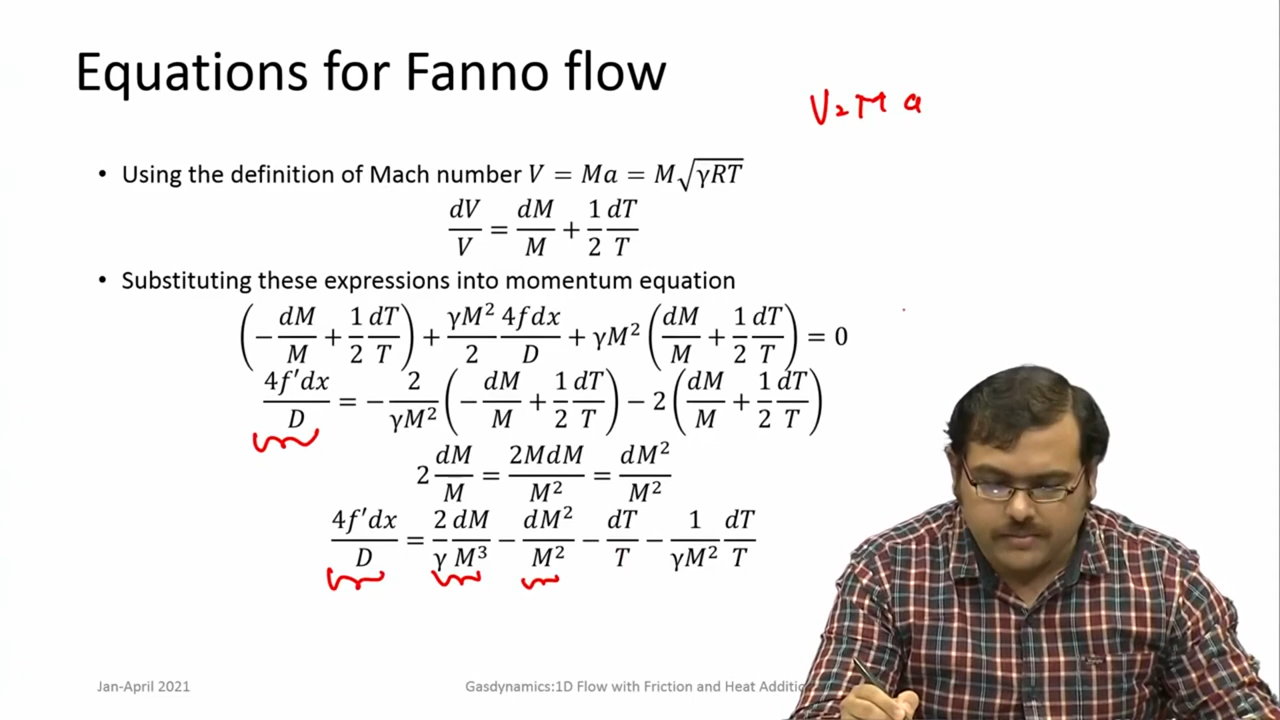 Equations for Fanno flow
V=Ma
• Using the definition of Mach number V = Ma = M√γRT
dV/V = dM/M + 1/2 dT/T
• Substituting these expressions into momentum equation
(−dM/M + 1/2 dT/T) + γM²/2 4fdx/D + γM² (dM/M + 1/2 dT/T) = 0
4f′dx/D = −2/γM² (−dM/M + 1/2 dT/T) − 2 (dM/M + 1/2 dT/T)
2 dM/M = 2MdM/M² = dM²/M²
4f′dx/D = 2/γ dM/M³ − dM²/M² − dT/T − 1/γM² dT/T
Jan-April 2021
Gasdynamics:1D Flow with Friction and Heat Additi